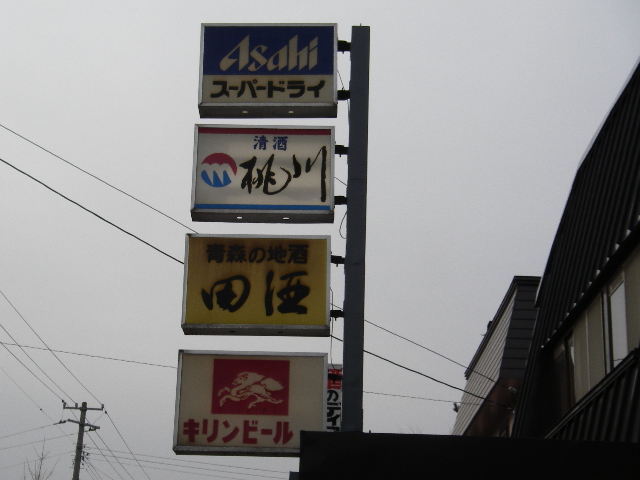 Asahi
スーパードライ
清酒
桃川
青森の地酒
田酒
キリンビール